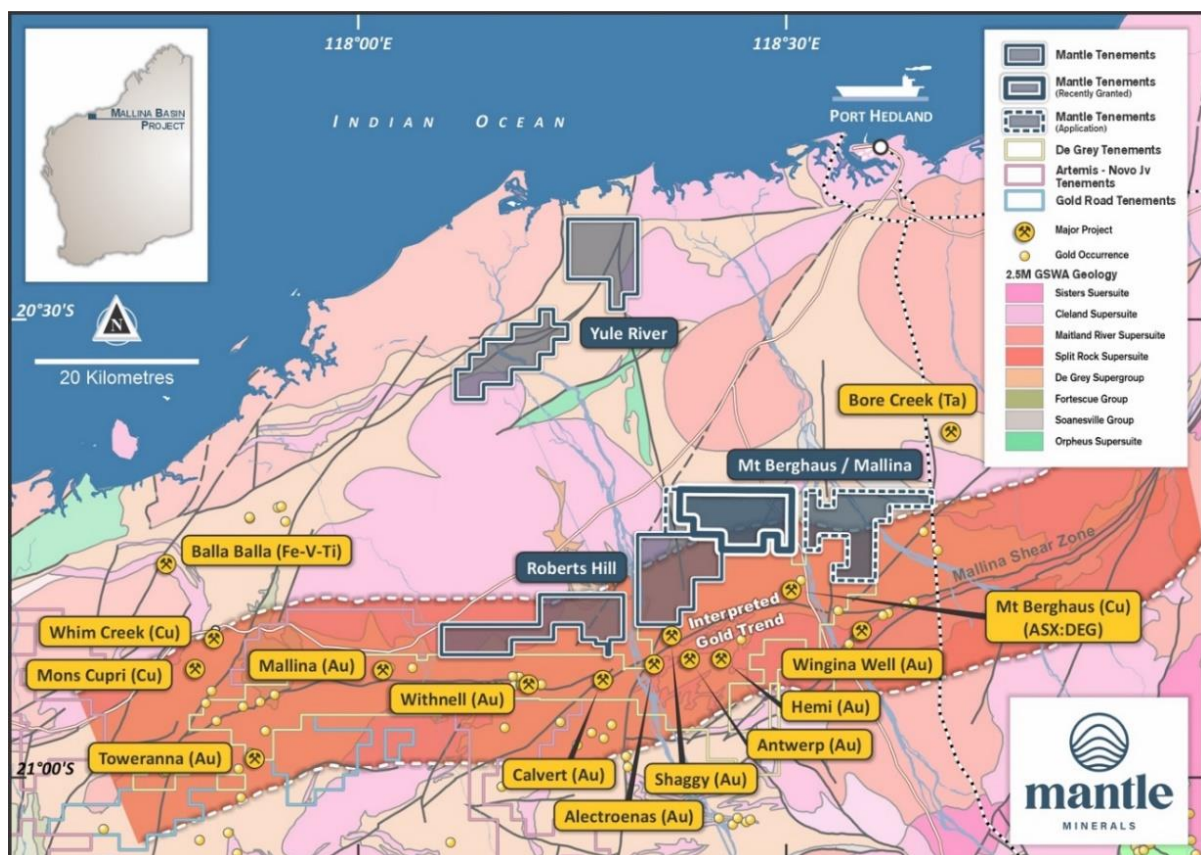 118°00'E
118°30'E
MALLINA BASIN
PROJECT
INDIAN OCEAN
PORT HEDLAND
Mantle Tenements
Mantle Tenements
(Recently Granted)
Mantle Tenements
(Application)
De Grey Tenements
Artemis - Novo Jv
Tenements
Gold Road Tenements
Major Project
Gold Occurrence
2.5M GSWA Geology
Sisters Suersuite
Cleland Supersuite
Maitland River Supersuite
Split Rock Supersuite
De Grey Supergroup
Fortescue Group
Soanesville Group
Orpheus Supersuite
20°30'S
N
20 Kilometres
Yule River
Bore Creek (Ta)
Mt Berghaus / Mallina
Balla Balla (Fe-V-Ti)
Roberts Hill
Mallina Shear Zone
Interpreted
Gold Trend
Mt Berghaus (Cu)
(ASX:DEG)
Whim Creek (Cu)
Mons Cupri (Cu)
Mallina (Au)
Withnell (Au)
Wingina Well (Au)
Hemi (Au)
Antwerp (Au)
Toweranna (Au)
Calvert (Au)
Shaggy (Au)
Alectroenas (Au)
21°00'S
mantle
MINERALS